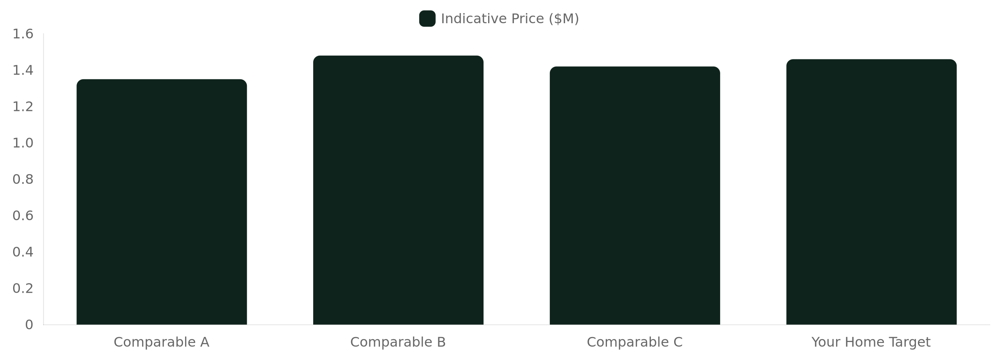 Indicative Price ($M)
1.6
1.4
1.2
1.0
0.8
0.6
0.4
0.2
0
Comparable A
Comparable B
Comparable C
Your Home Target